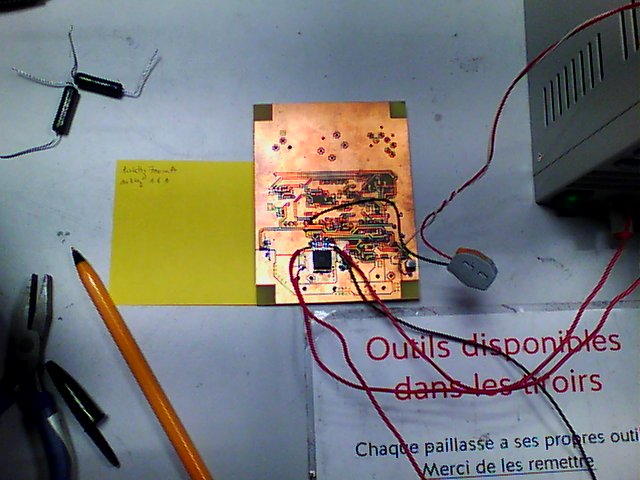 Outils disponibles
dans les tiroirs
Chaque paillasse a ses propres outi
Merci de les remettre